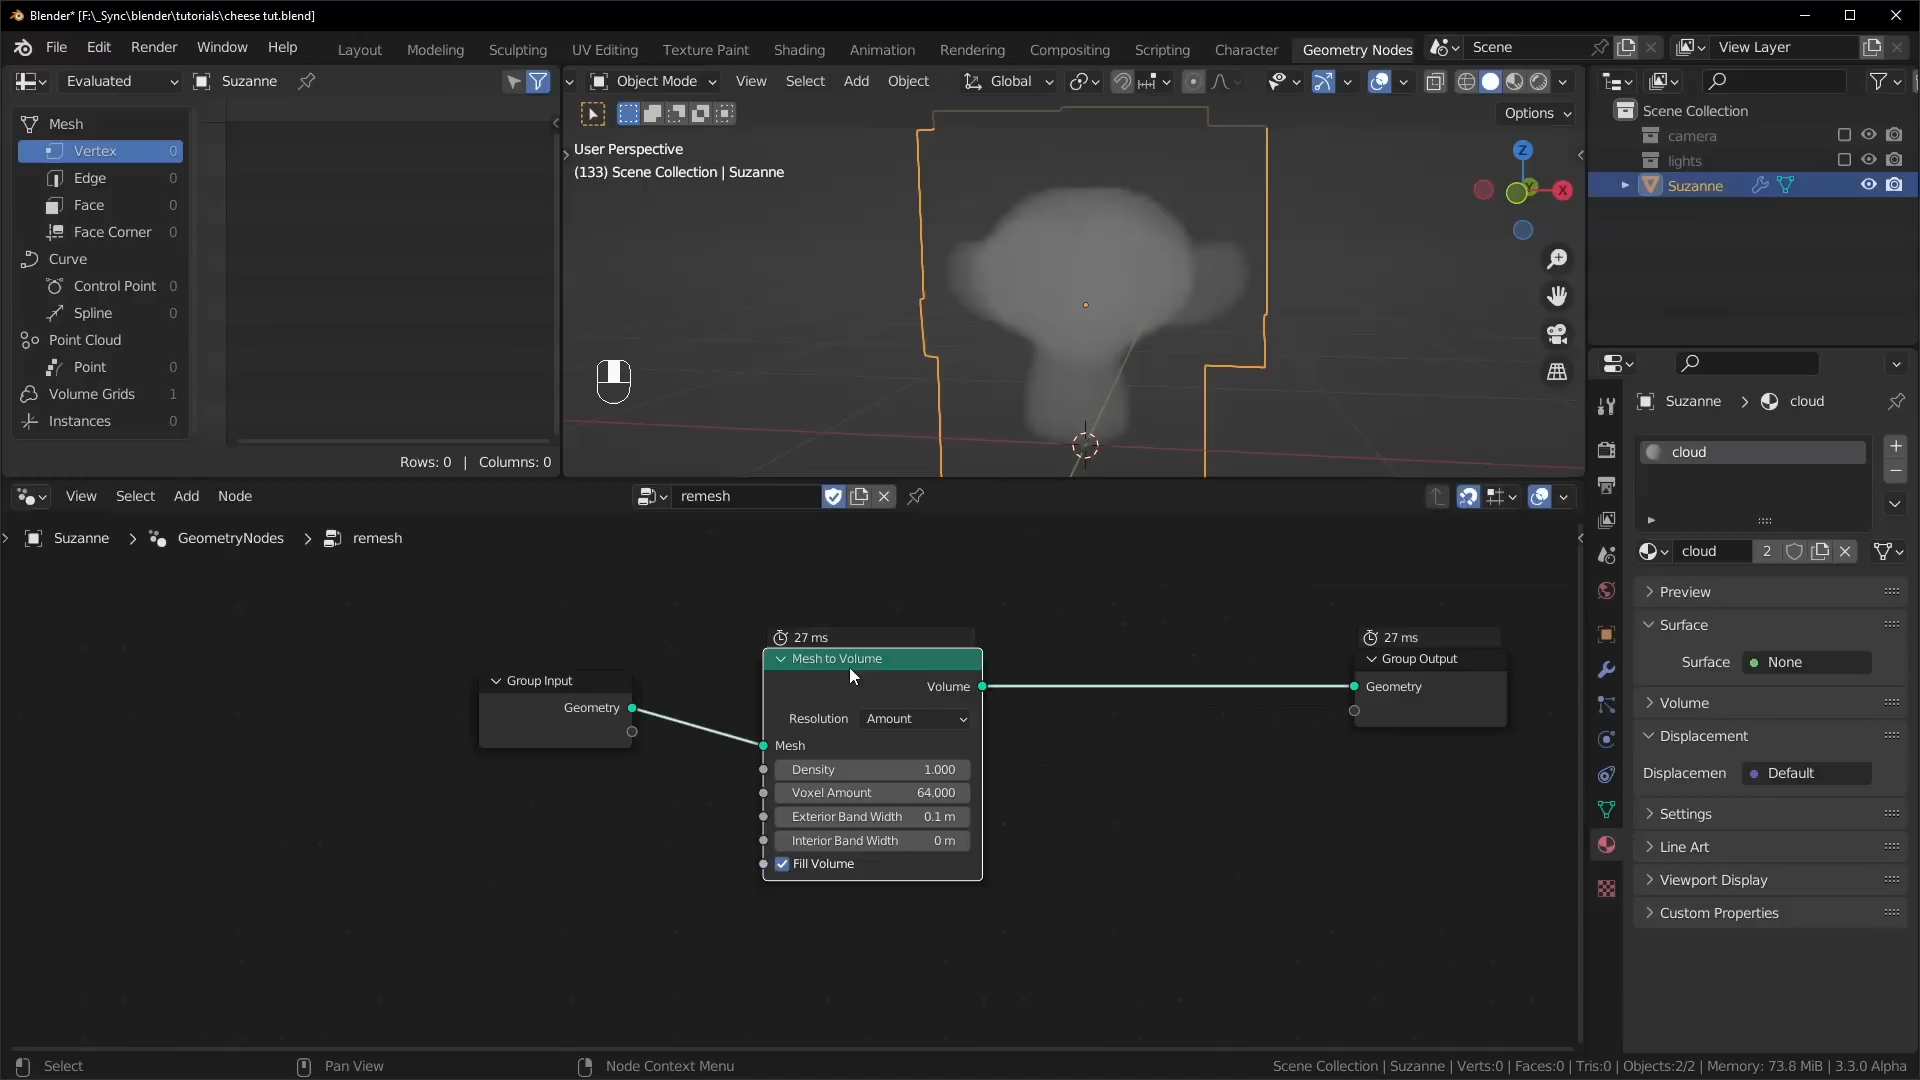 Blender* [F:\_Sync\blender\tutorials\cheese tut.blend]
File Edit Render Window Help
Layout Modeling Sculpting UV Editing Texture Paint Shading Animation Rendering Compositing Scripting Character Geometry Nodes
Scene
View Layer
Evaluated
Suzanne
Object Mode
View Select Add Object
Global
Mesh
Vertex 0
Edge 0
Face 0
Face Corner 0
Curve
Control Point 0
Spline 0
Point Cloud
Point 0
Volume Grids 1
Instances 0
Rows: 0 | Columns: 0
Options
User Perspective
(133) Scene Collection | Suzanne
Z
X
Scene Collection
camera
lights
Suzanne
Suzanne > cloud
cloud
cloud 2
Preview
Surface
Surface None
Volume
Displacement
Displacemen Default
Settings
Line Art
Viewport Display
Custom Properties
View Select Add Node
remesh
Suzanne > GeometryNodes > remesh
Group Input
Geometry
27 ms
Mesh to Volume
Volume
Resolution Amount
Mesh
Density 1.000
Voxel Amount 64.000
Exterior Band Width 0.1 m
Interior Band Width 0 m
Fill Volume
27 ms
Group Output
Geometry
Select
Pan View
Node Context Menu
Scene Collection | Suzanne | Verts:0 | Faces:0 | Tris:0 | Objects:2/2 | Memory: 73.8 MiB | 3.3.0 Alpha